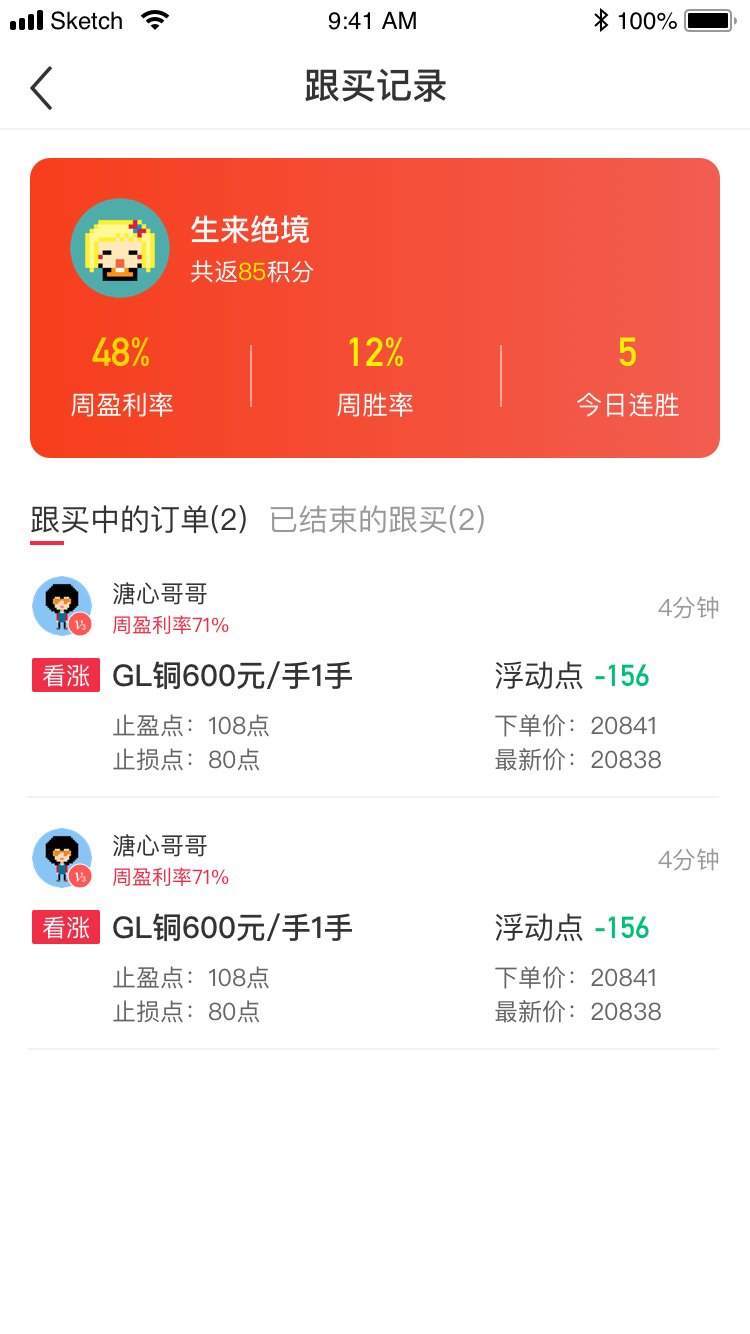 Sketch 9:41 AM 100%
跟买记录
生来绝境
共返85积分
48% 12% 5
周盈利率 周胜率 今日连胜
跟买中的订单(2) 已结束的跟买(2)
溏心哥哥
4分钟
V3
周盈利率71%
看涨 GL铜600元/手1手 浮动点 -156
止盈点：108点 下单价：20841
止损点：80点 最新价：20838
溏心哥哥
4分钟
V3
周盈利率71%
看涨 GL铜600元/手1手 浮动点 -156
止盈点：108点 下单价：20841
止损点：80点 最新价：20838